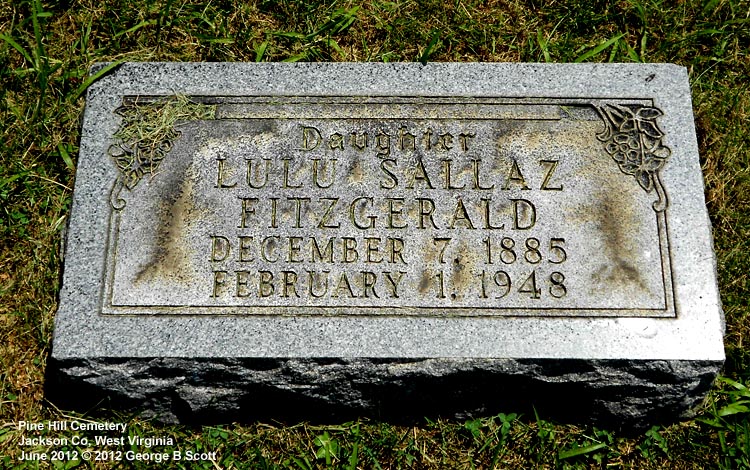 Daughter
LULU SALLAZ
FITZGERALD
DECEMBER 7, 1885
FEBRUARY 1, 1948
Pine Hill Cemetery
Jackson Co, West Virginia
June 2012 © 2012 George B Scott